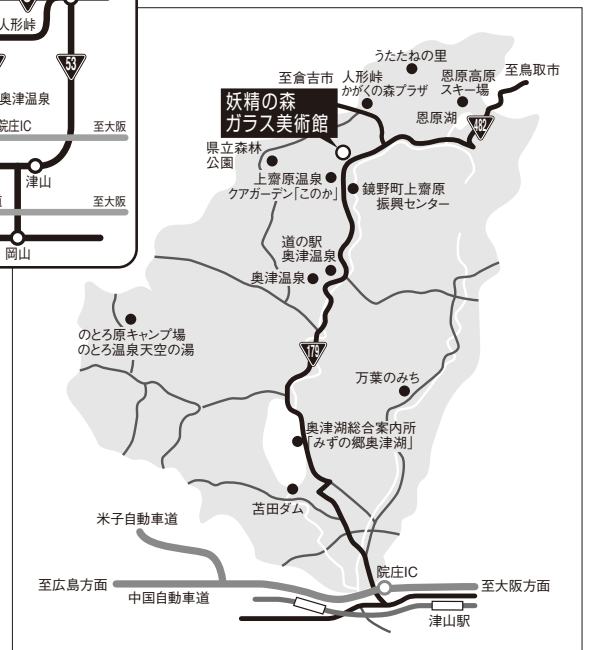 人形峠
53
奥津温泉
院庄IC
至大阪
津山
至大阪
岡山
うたたねの里
至倉吉市
人形峠
かがくの森プラザ
恩原高原
スキー場
至鳥取市
妖精の森
ガラス美術館
恩原湖
482
県立森林
公園
上齋原温泉
クアガーデン「このか」
鏡野町上齋原
振興センター
道の駅
奥津温泉
奥津温泉
のとろ原キャンプ場
のとろ温泉天空の湯
179
万葉のみち
奥津湖総合案内所
「みずの郷奥津湖」
苫田ダム
米子自動車道
院庄IC
至広島方面
中国自動車道
至大阪方面
津山駅